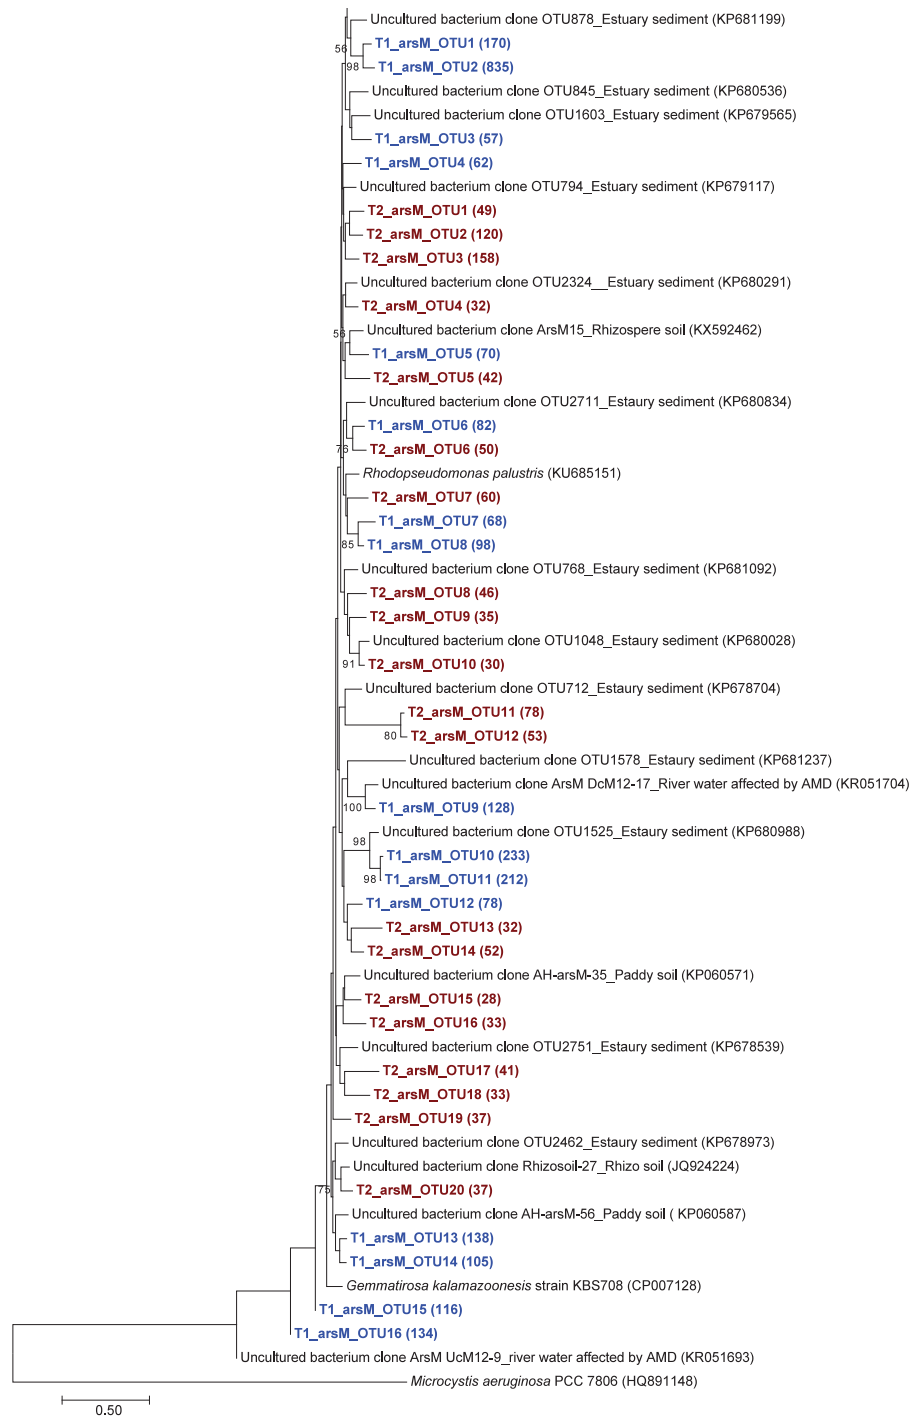 Uncultured bacterium clone OTU878_Estuary sediment (KP681199)
56
T1_arsM_OTU1 (170)
98
T1_arsM_OTU2 (835)
Uncultured bacterium clone OTU845_Estuary sediment (KP680536)
Uncultured bacterium clone OTU1603_Estuary sediment (KP679565)
T1_arsM_OTU3 (57)
T1_arsM_OTU4 (62)
Uncultured bacterium clone OTU794_Estuary sediment (KP679117)
T2_arsM_OTU1 (49)
T2_arsM_OTU2 (120)
T2_arsM_OTU3 (158)
Uncultured bacterium clone OTU2324__Estuary sediment (KP680291)
T2_arsM_OTU4 (32)
56
Uncultured bacterium clone ArsM15_Rhizospere soil (KX592462)
T1_arsM_OTU5 (70)
T2_arsM_OTU5 (42)
Uncultured bacterium clone OTU2711_Estaury sediment (KP680834)
T1_arsM_OTU6 (82)
76
T2_arsM_OTU6 (50)
Rhodopseudomonas palustris (KU685151)
T2_arsM_OTU7 (60)
T1_arsM_OTU7 (68)
85
T1_arsM_OTU8 (98)
Uncultured bacterium clone OTU768_Estaury sediment (KP681092)
T2_arsM_OTU8 (46)
T2_arsM_OTU9 (35)
Uncultured bacterium clone OTU1048_Estaury sediment (KP680028)
91
T2_arsM_OTU10 (30)
Uncultured bacterium clone OTU712_Estaury sediment (KP678704)
T2_arsM_OTU11 (78)
80
T2_arsM_OTU12 (53)
Uncultured bacterium clone OTU1578_Estaury sediment (KP681237)
Uncultured bacterium clone ArsM DcM12-17_River water affected by AMD (KR051704)
100
T1_arsM_OTU9 (128)
Uncultured bacterium clone OTU1525_Estaury sediment (KP680988)
98
T1_arsM_OTU10 (233)
98
T1_arsM_OTU11 (212)
T1_arsM_OTU12 (78)
T2_arsM_OTU13 (32)
T2_arsM_OTU14 (52)
Uncultured bacterium clone AH-arsM-35_Paddy soil (KP060571)
T2_arsM_OTU15 (28)
T2_arsM_OTU16 (33)
Uncultured bacterium clone OTU2751_Estaury sediment (KP678539)
T2_arsM_OTU17 (41)
T2_arsM_OTU18 (33)
T2_arsM_OTU19 (37)
Uncultured bacterium clone OTU2462_Estaury sediment (KP678973)
Uncultured bacterium clone Rhizosoil-27_Rhizo soil (JQ924224)
75
T2_arsM_OTU20 (37)
Uncultured bacterium clone AH-arsM-56_Paddy soil ( KP060587)
T1_arsM_OTU13 (138)
T1_arsM_OTU14 (105)
Gemmatirosa kalamazoonesis strain KBS708 (CP007128)
T1_arsM_OTU15 (116)
T1_arsM_OTU16 (134)
Uncultured bacterium clone ArsM UcM12-9_river water affected by AMD (KR051693)
Microcystis aeruginosa PCC 7806 (HQ891148)
0.50